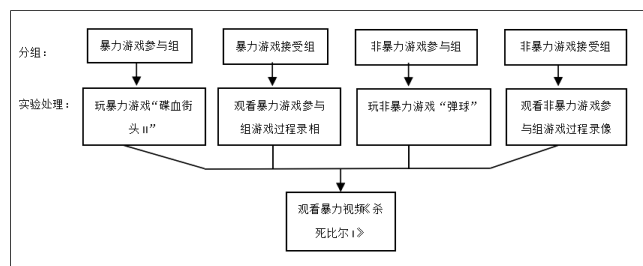 分组：
暴力游戏参与组
暴力游戏接受组
非暴力游戏参与组
非暴力游戏接受组
实验处理：
玩暴力游戏“碟血街
头 II”
观看暴力游戏参与
组游戏过程录相
玩非暴力游戏“弹球”
观看非暴力游戏参
与组游戏过程录像
观看暴力视频《杀
死比尔 I 》